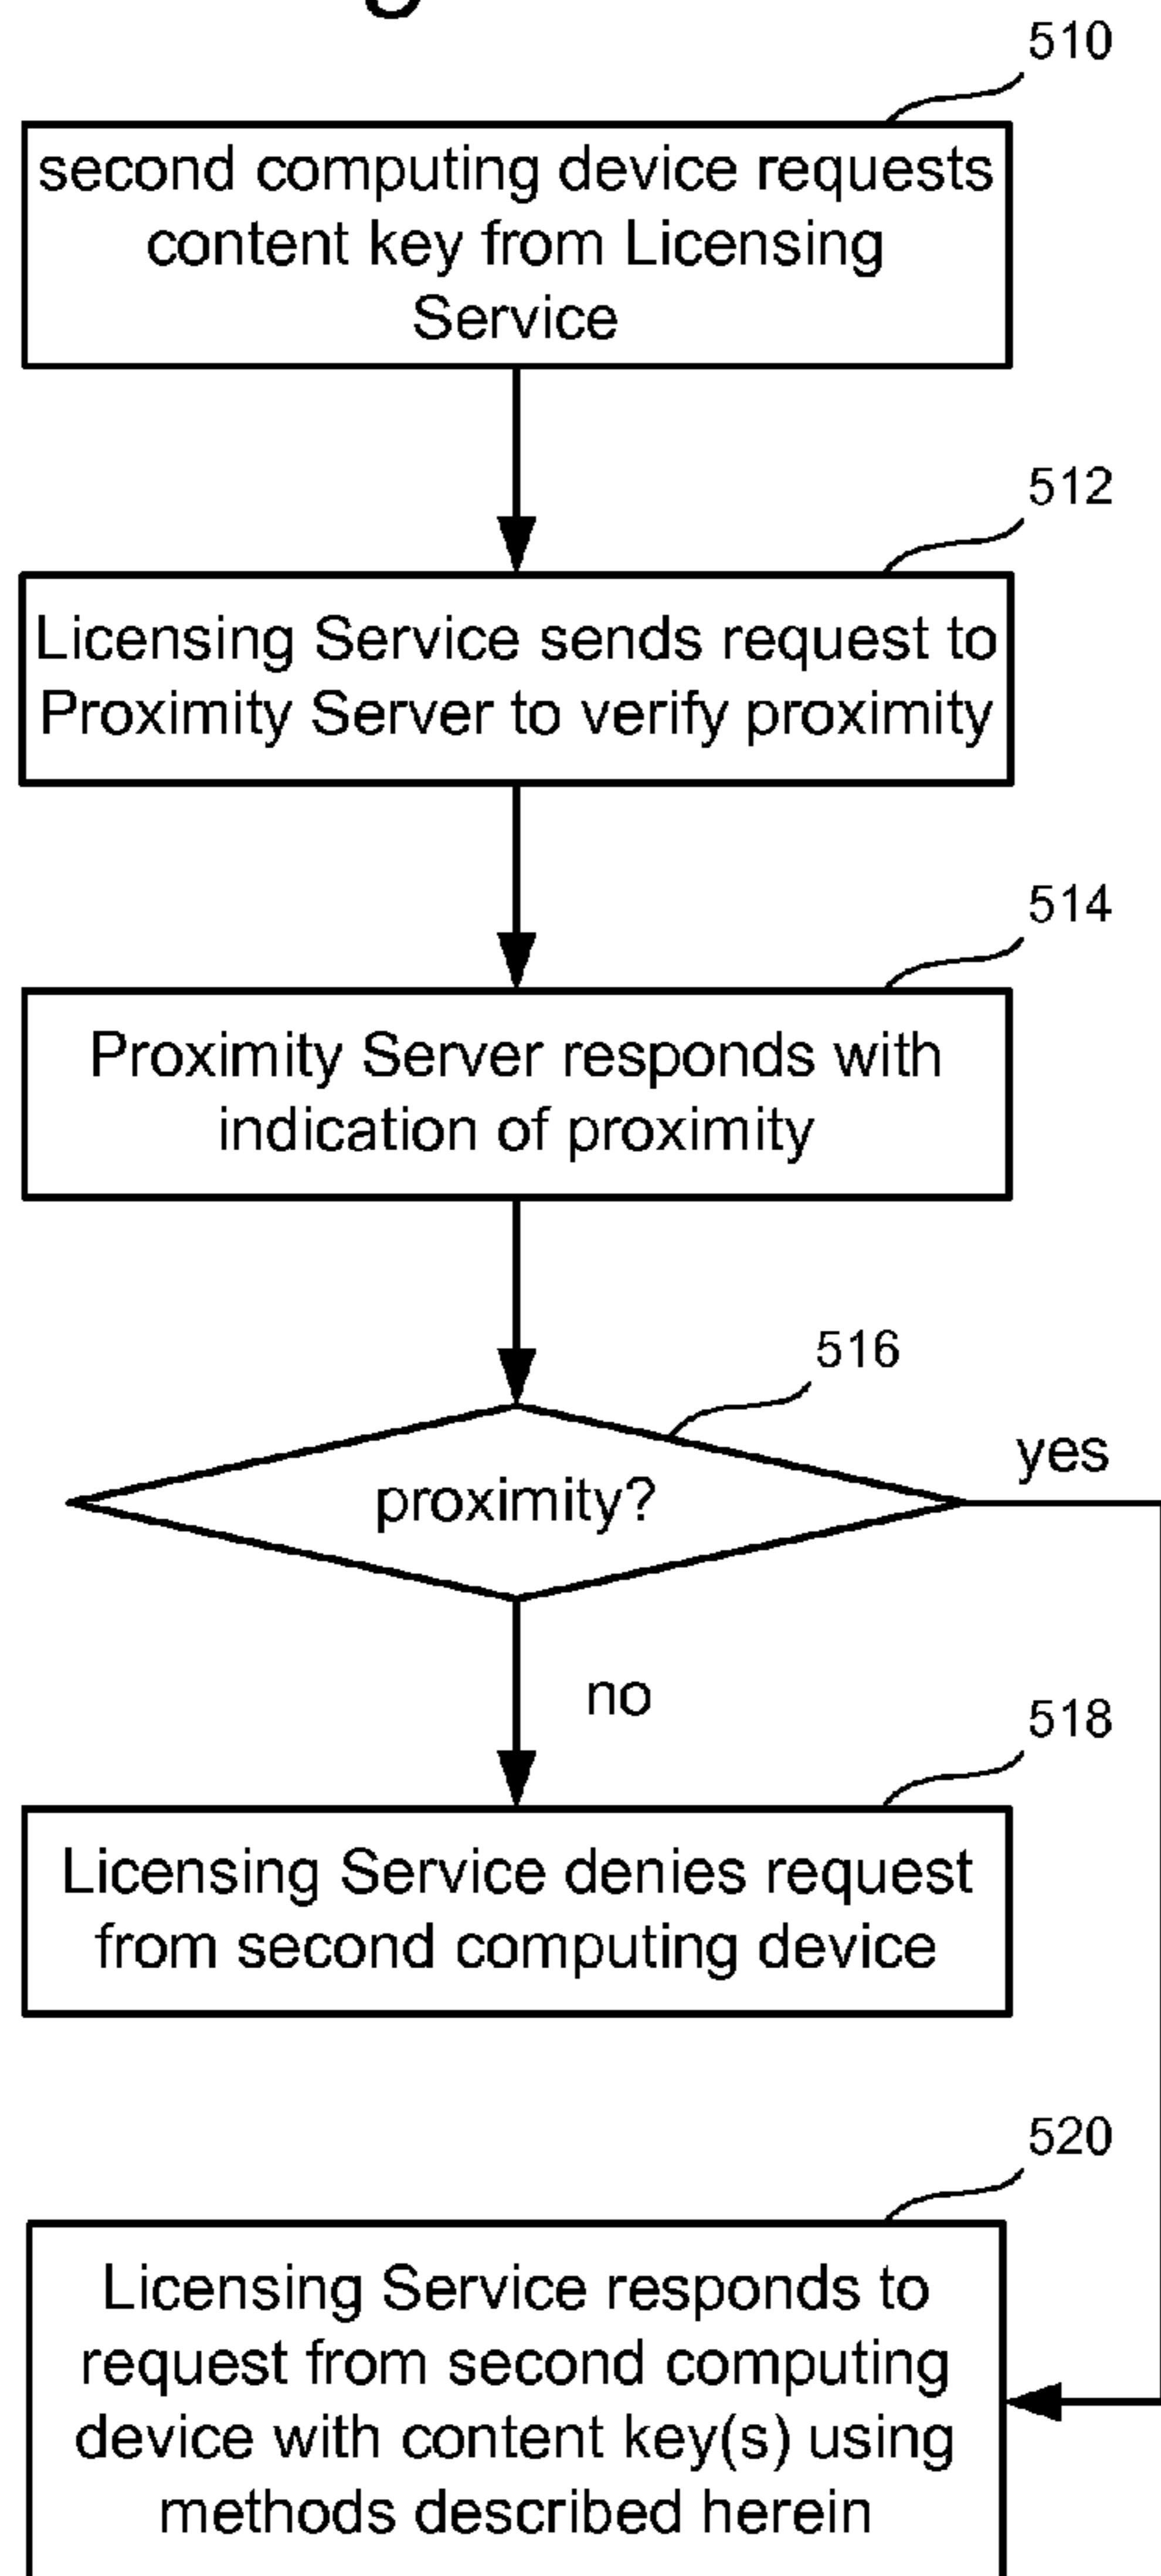 510
second computing device requests
content key from Licensing
Service
512
Licensing Service sends request to
Proximity Server to verify proximity
514
Proximity Server responds with
indication of proximity
516
proximity?
yes
no
518
Licensing Service denies request
from second computing device
520
Licensing Service responds to
request from second computing
device with content key(s) using
methods described herein